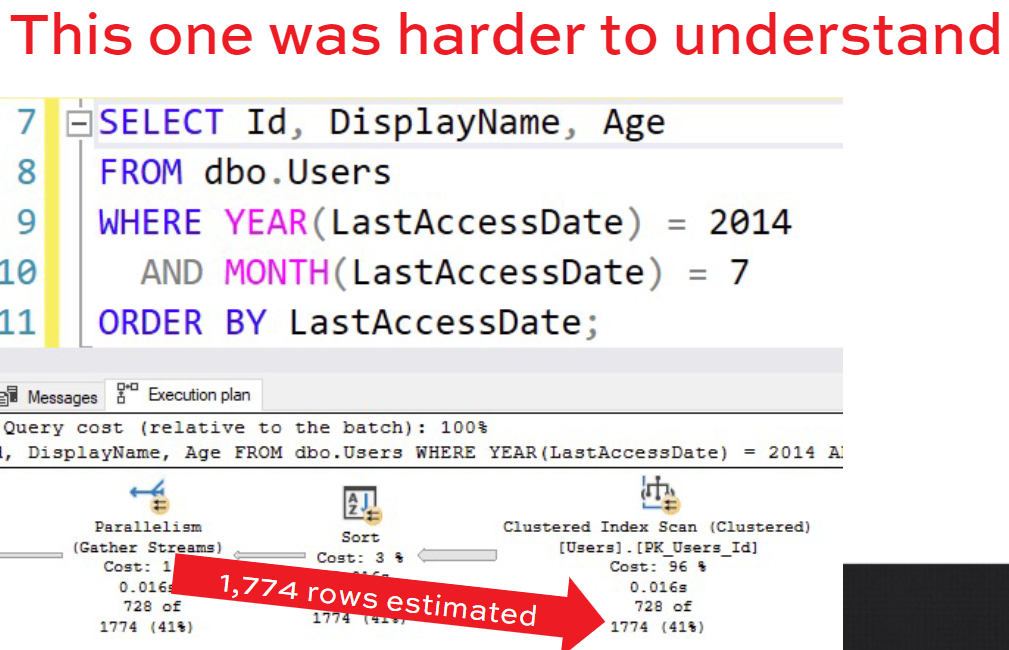 This one was harder to understand
7 SELECT Id, DisplayName, Age
8 FROM dbo.Users
9 WHERE YEAR(LastAccessDate) = 2014
10 AND MONTH(LastAccessDate) = 7
11 ORDER BY LastAccessDate;
Messages Execution plan
Query cost (relative to the batch): 100%
, DisplayName, Age FROM dbo.Users WHERE YEAR(LastAccessDate) = 2014
Parallelism
(Gather Streams)
Cost: 1
0.016s
728 of
1774 (41%)
Sort
Cost: 3 %
1774 (41%)
Clustered Index Scan (Clustered)
[Users].[PK_Users_Id]
Cost: 96 %
0.016s
728 of
1774 (41%)
1,774 rows estimated